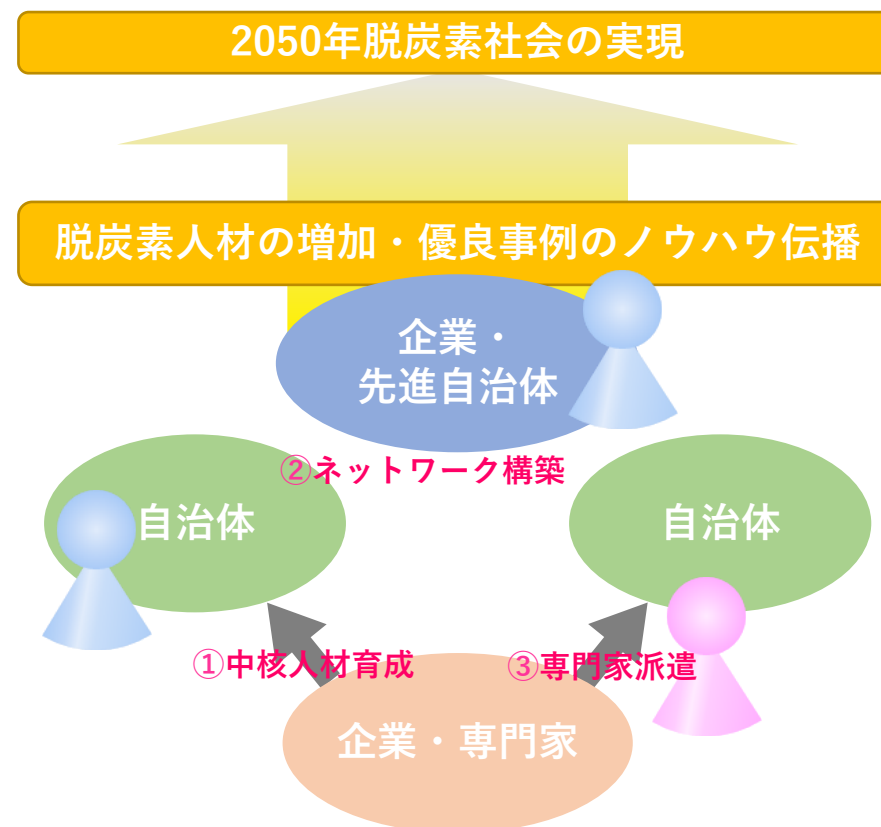 2050年脱炭素社会の実現
脱炭素人材の増加・優良事例のノウハウ伝播
企業・
先進自治体
②ネットワーク構築
自治体
自治体
①中核人材育成
③専門家派遣
企業・専門家